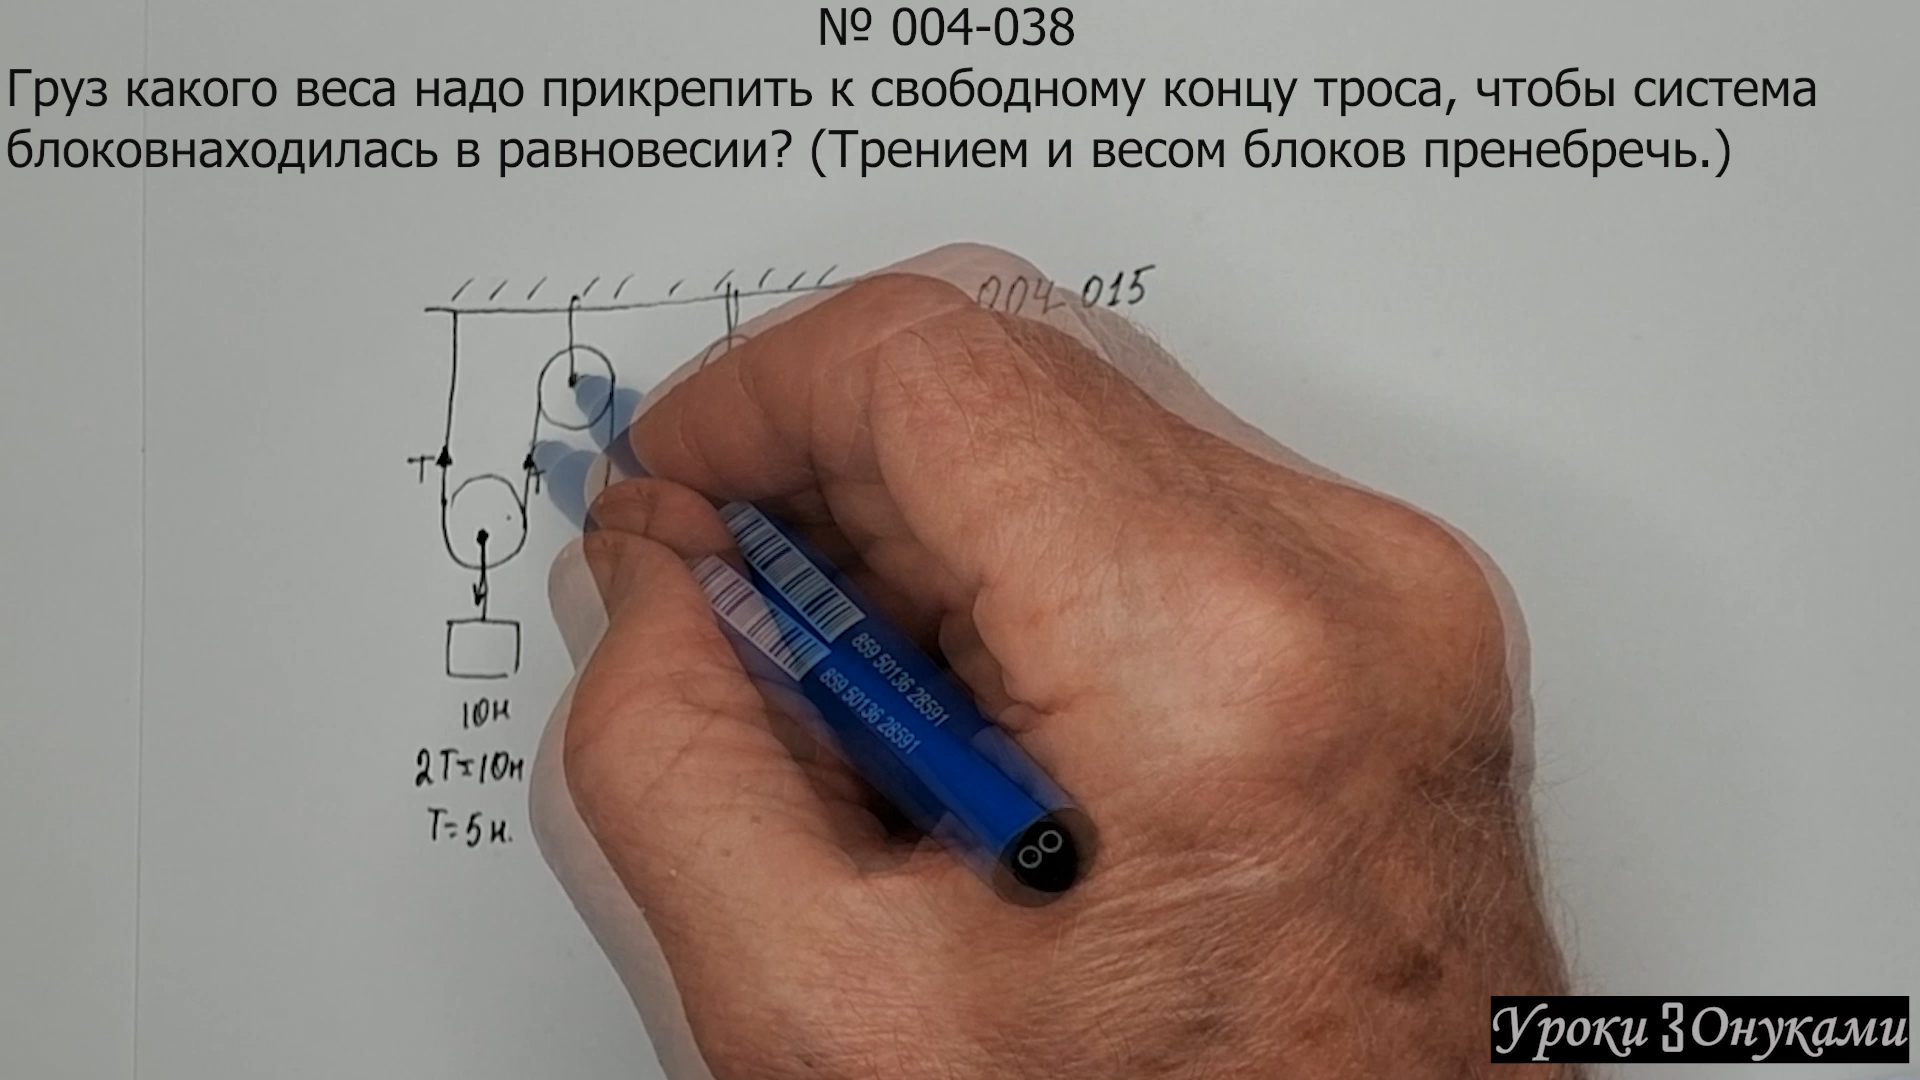 № 004-038
Груз какого веса надо прикрепить к свободному концу троса, чтобы система
блоковнаходилась в равновесии? (Трением и весом блоков пренебречь.)
004-015
T
T
10н
2T=10н
T=5н.
859 50136 28591
859 50136 28591
Уроки З Онуками